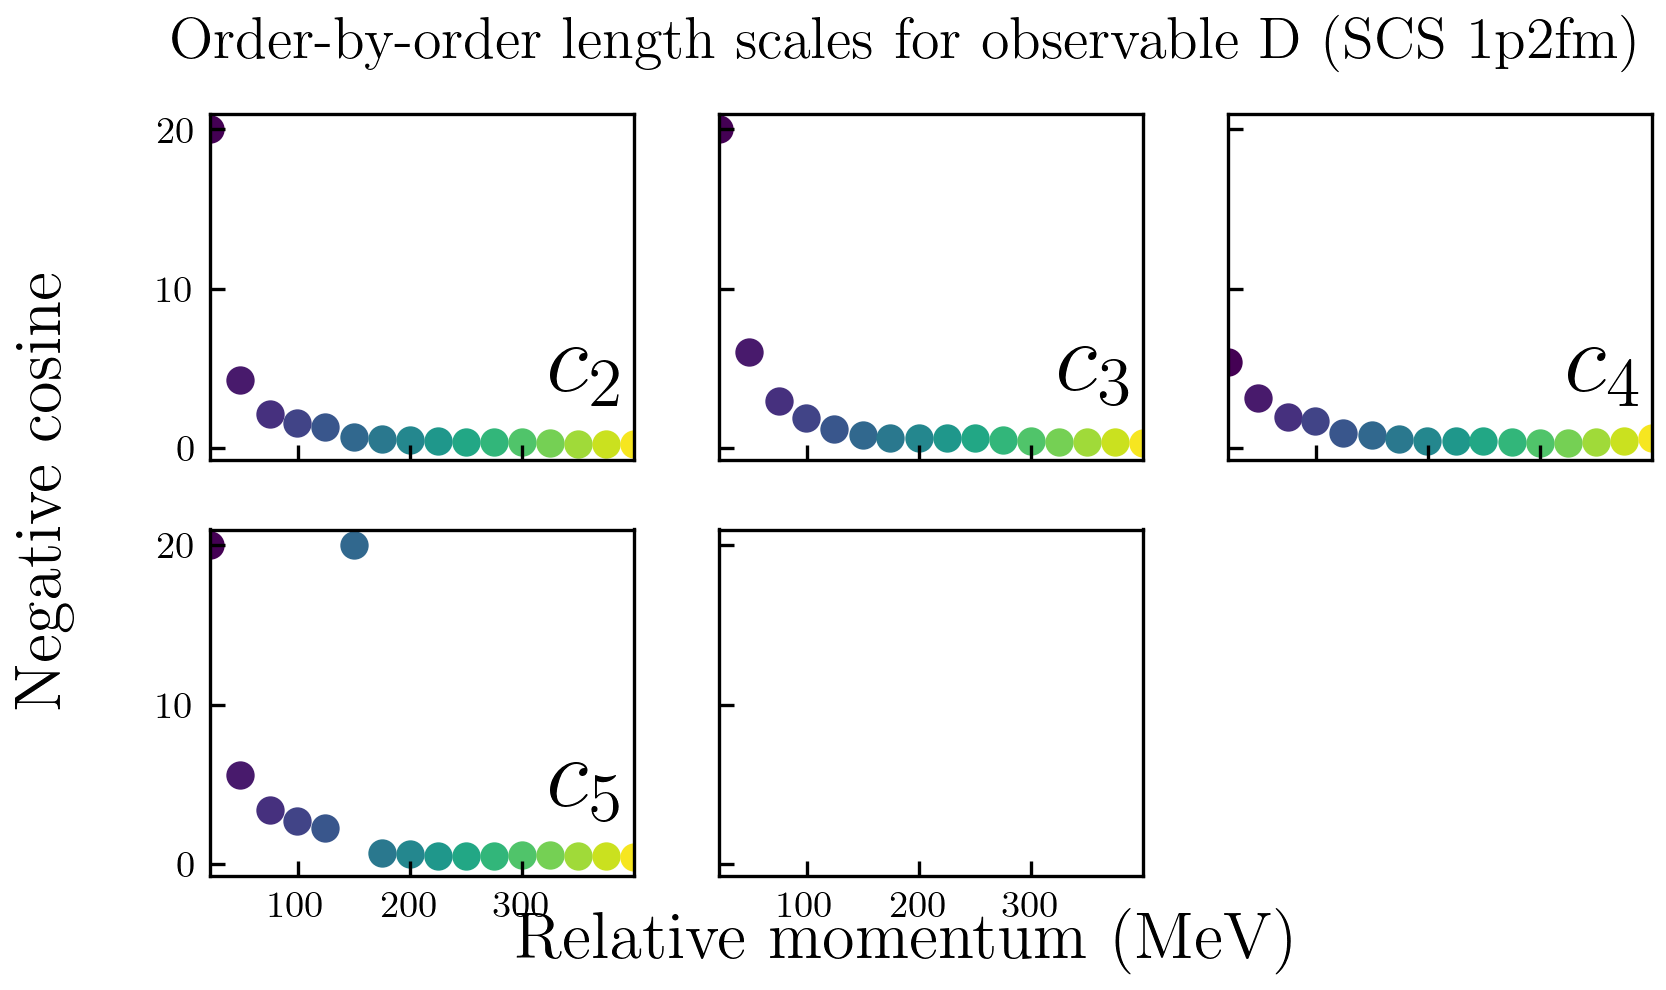 Order-by-order length scales for observable D (SCS 1p2fm)
20
10
0
c2
c3
c4
Negative cosine
20
10
0
c5
100 200 300
100 200 300
Relative momentum (MeV)